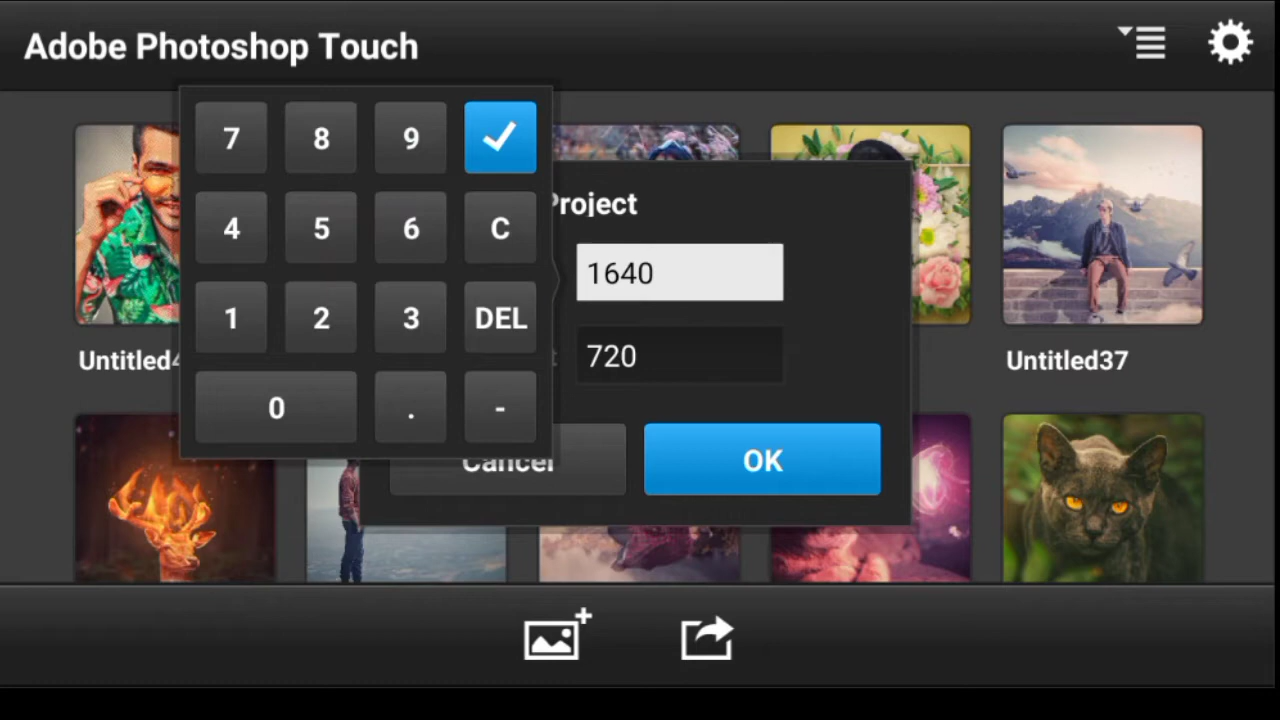 Adobe Photoshop Touch
7 8 9
4 5 6 C
1 2 3 DEL
0 . -
Project
1640
720
Cancel
OK
Untitled4
Untitled37